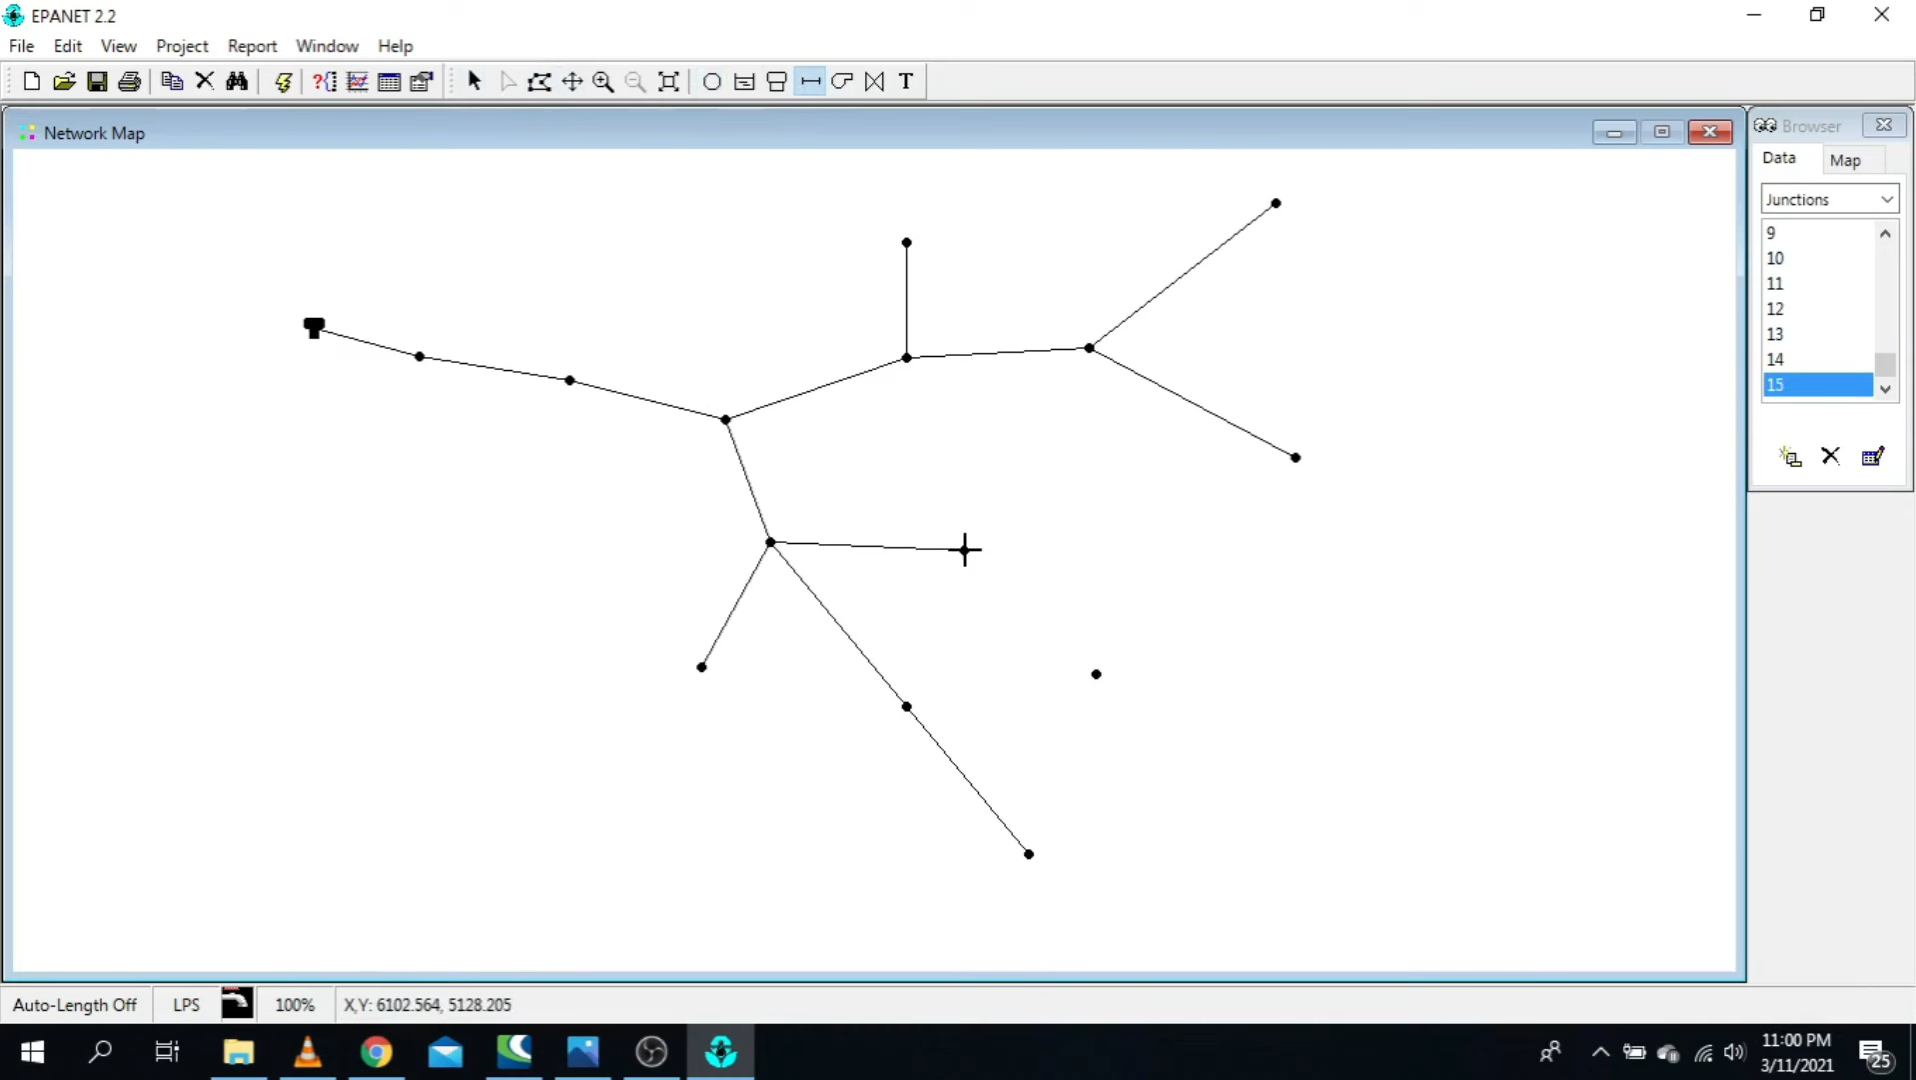 EPANET 2.2
File Edit View Project Report Window Help
T
Network Map
Browser
Data Map
Junctions
9
10
11
12
13
14
15
Auto-Length Off LPS 100% X,Y: 6102.564, 5128.205
11:00 PM
3/11/2021
25